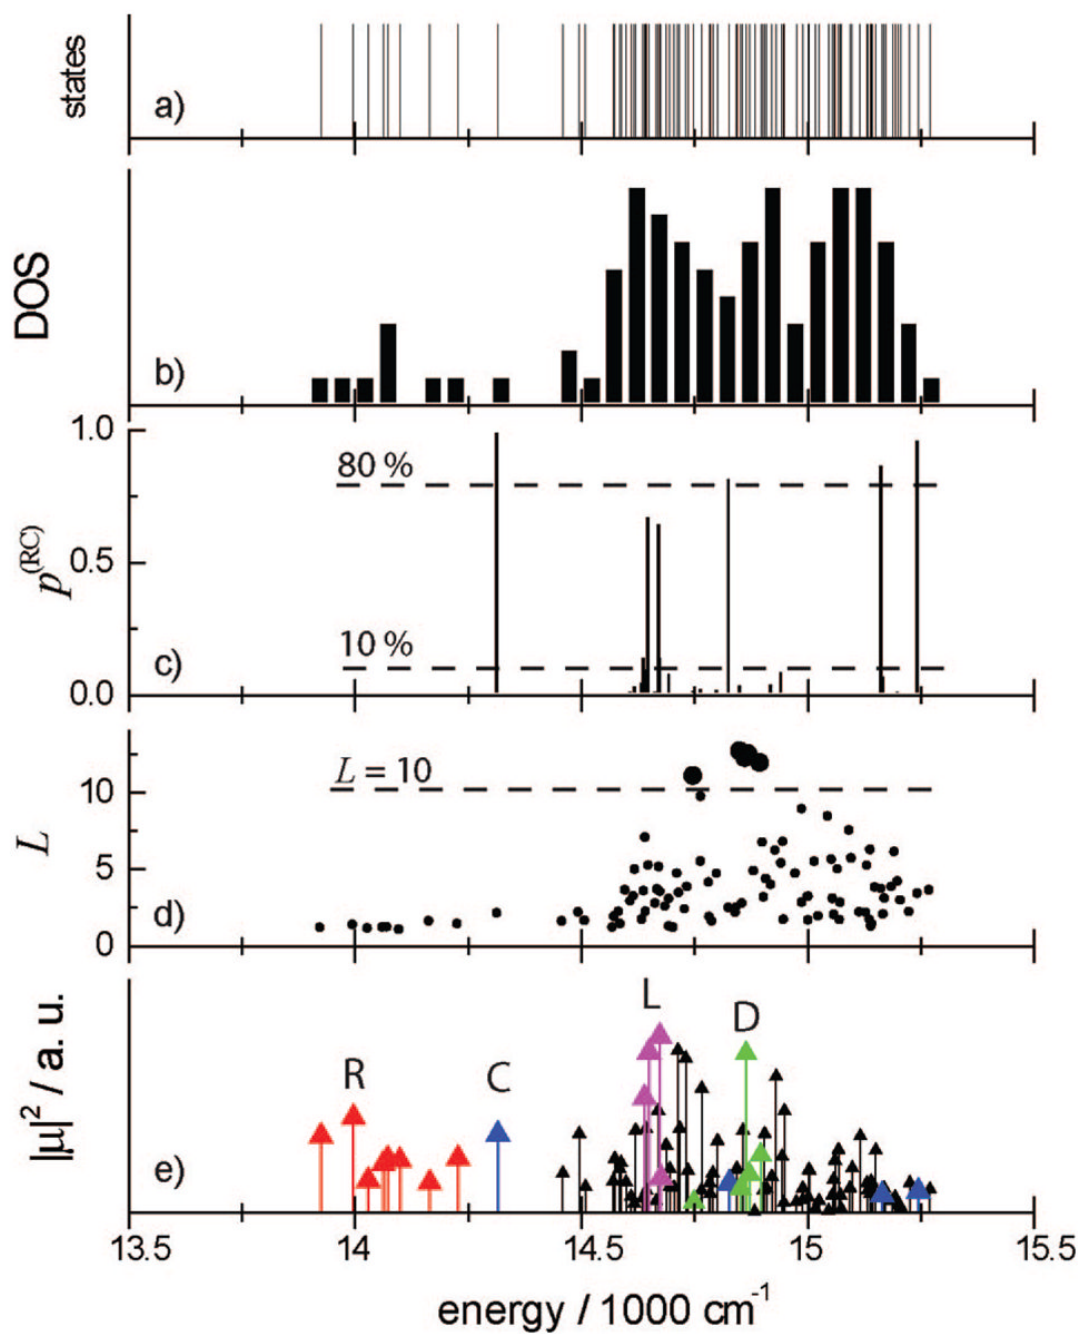 states
a)
DOS
b)
p(RC)
1.0
0.5
0.0
80 %
10 %
c)
L
10
5
0
L = 10
d)
|μ|² / a. u.
R
C
L
D
e)
13.5 14 14.5 15 15.5
energy / 1000 cm⁻¹